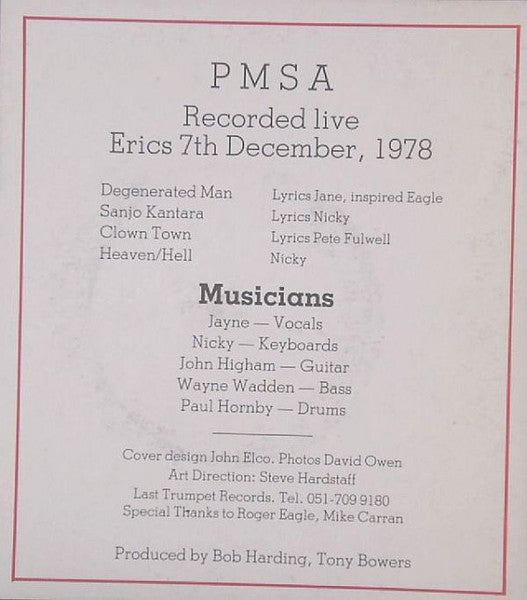 PMSA
Recorded live
Erics 7th December, 1978
Degenerated Man Lyrics Jane, inspired Eagle
Sanjo Kantara Lyrics Nicky
Clown Town Lyrics Pete Fulwell
Heaven/Hell Nicky
Musicians
Jayne — Vocals
Nicky — Keyboards
John Higham — Guitar
Wayne Wadden — Bass
Paul Hornby — Drums
Cover design John Elco. Photos David Owen
Art Direction: Steve Hardstaff
Last Trumpet Records. Tel. 051-709 9180
Special Thanks to Roger Eagle, Mike Carran
Produced by Bob Harding, Tony Bowers